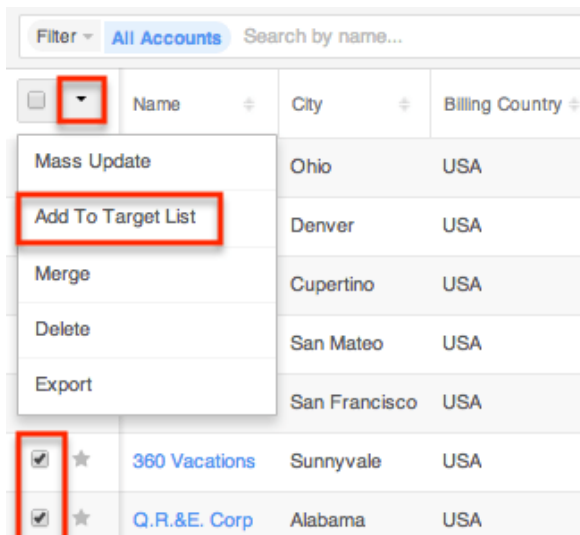 Filter All Accounts Search by name...
Name City Billing Country
Mass Update
Ohio USA
Add To Target List
Denver USA
Merge
Cupertino USA
Delete
San Mateo USA
Export
San Francisco USA
360 Vacations Sunnyvale USA
Q.R.&E. Corp Alabama USA